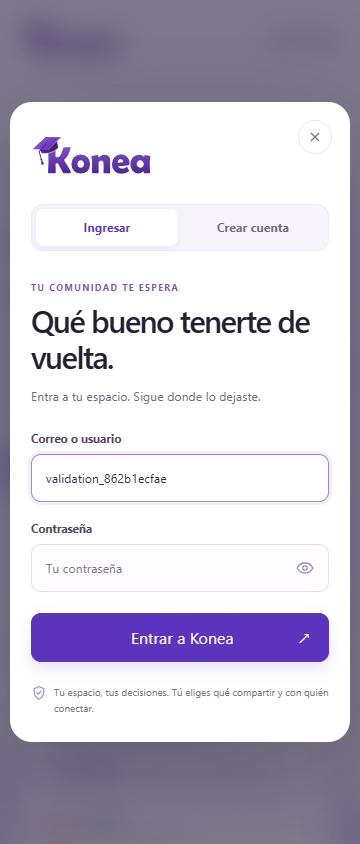 Konea
Ingresar
Crear cuenta
TU COMUNIDAD TE ESPERA
Qué bueno tenerte de
vuelta.
Entra a tu espacio. Sigue donde lo dejaste.
Correo o usuario
validation_862b1ecfae
Contraseña
Tu contraseña
Entrar a Konea
Tu espacio, tus decisiones. Tú eliges qué compartir y con quién
conectar.